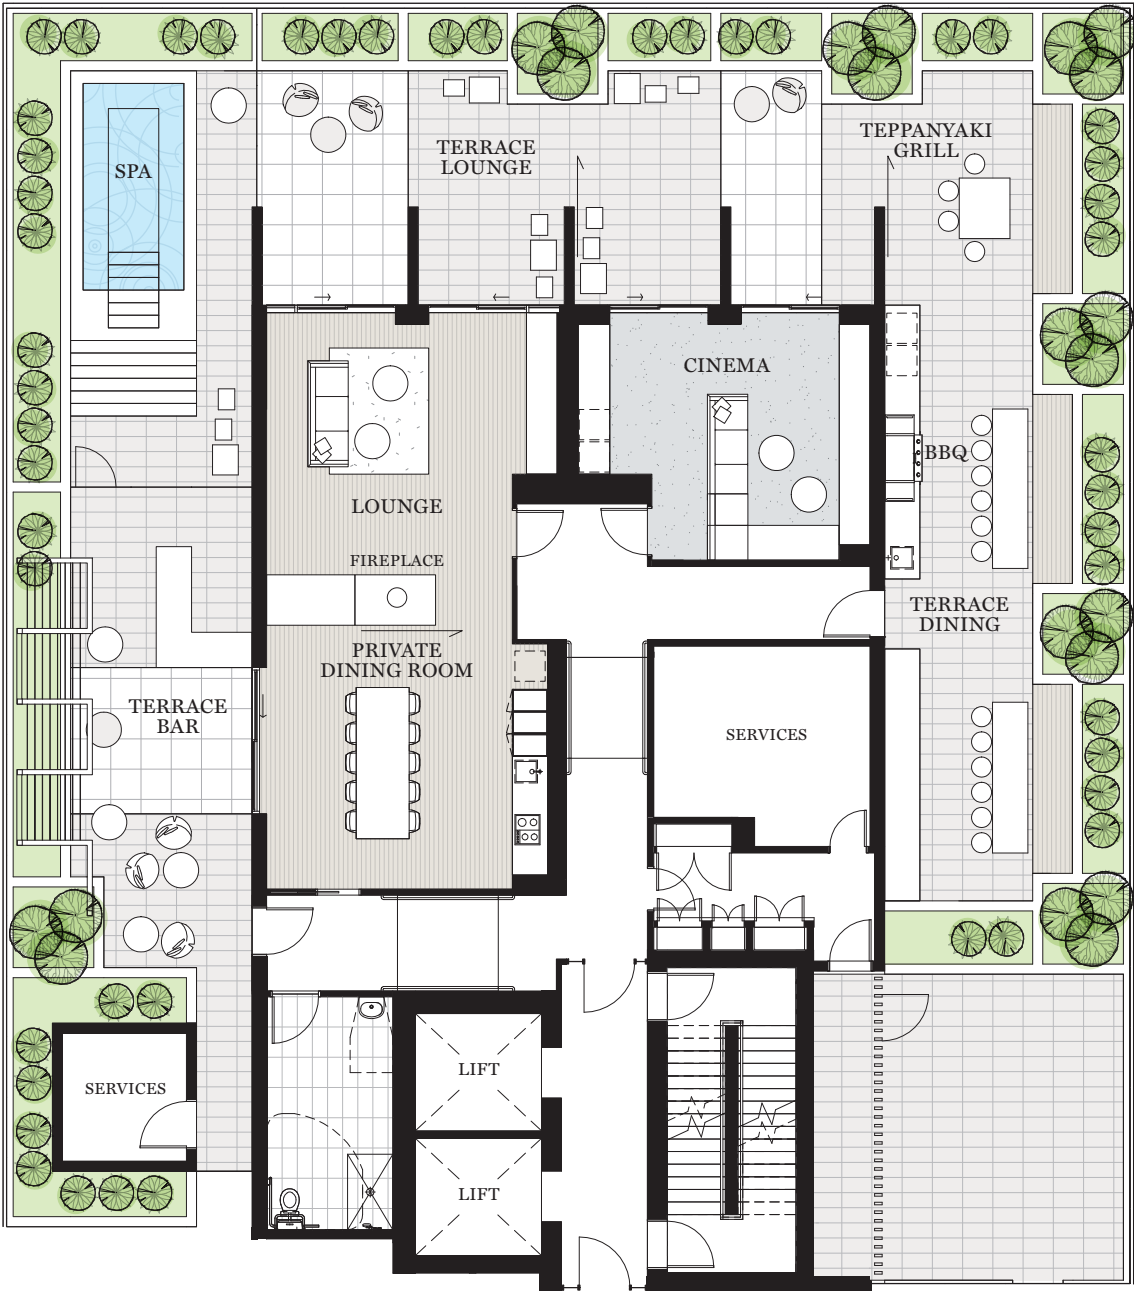 TEPPANYAKI
GRILL
TERRACE
LOUNGE
SPA
CINEMA
BBQ
LOUNGE
FIREPLACE
TERRACE
DINING
PRIVATE
DINING ROOM
TERRACE
BAR
SERVICES
LIFT
SERVICES
LIFT